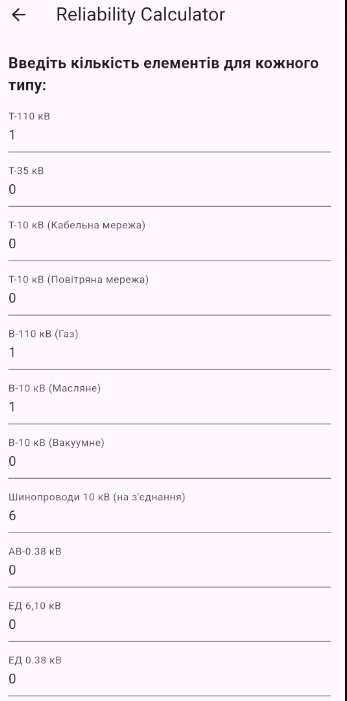 Reliability Calculator
Введіть кількість елементів для кожного
типу:
Т-110 кВ
1
Т-35 кВ
0
Т-10 кВ (Кабельна мережа)
0
Т-10 кВ (Повітряна мережа)
0
В-110 кВ (Газ)
1
В-10 кВ (Масляне)
1
В-10 кВ (Вакуумне)
0
Шинопроводи 10 кВ (на з'єднання)
6
АВ-0.38 кВ
0
ЕД 6,10 кВ
0
ЕД 0.38 кВ
0